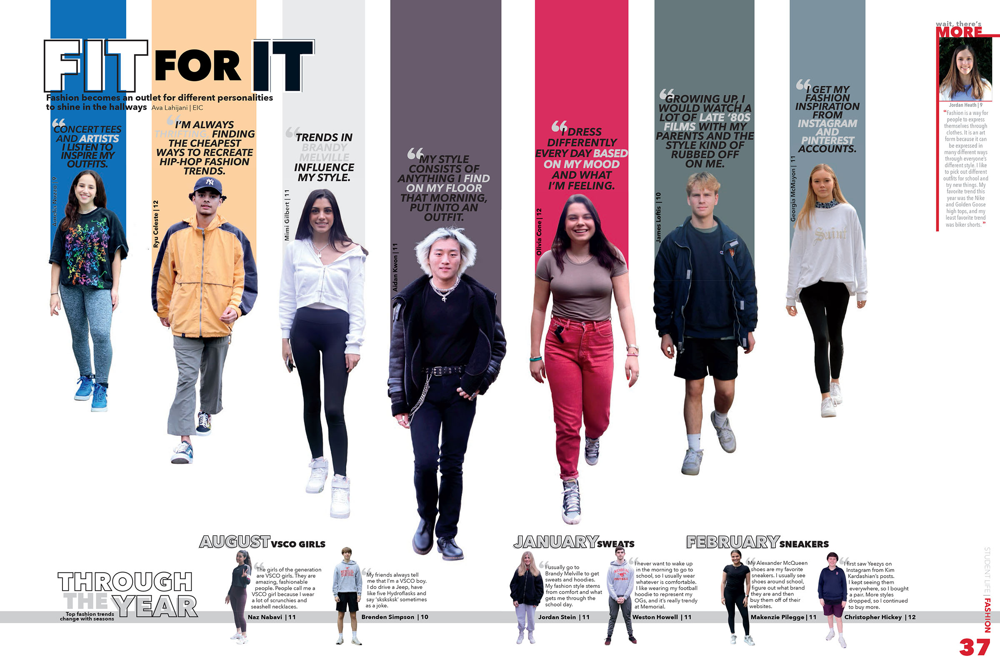 FIT FOR IT
Fashion becomes an outlet for different personalities
to shine in the hallways Ava Lahijani | EIC
“CONCERT TEES
AND ARTISTS
I LISTEN TO
INSPIRE MY
OUTFITS.
Amelia Nuzzo | 9
“I'M ALWAYS
THRIFTING, FINDING
THE CHEAPEST
WAYS TO RECREATE
HIP-HOP FASHION
TRENDS.
Ryu Celeste | 12
NY
“TRENDS IN
BRANDY
MELVILLE
INFLUENCE
MY STYLE.
Mimi Gilbert | 11
“MY STYLE
CONSISTS OF
ANYTHING I FIND
ON MY FLOOR
THAT MORNING,
PUT INTO AN
OUTFIT.
Aidan Kwon | 11
“I DRESS
DIFFERENTLY
EVERY DAY BASED
ON MY MOOD
AND WHAT
I'M FEELING.
Olivia Cone | 12
“GROWING UP, I
WOULD WATCH A
LOT OF LATE ‘80S
FILMS WITH MY
PARENTS AND THE
STYLE KIND OF
RUBBED OFF
ON ME.
James Loftis | 10
“I GET MY
FASHION
INSPIRATION
FROM
INSTAGRAM
AND
PINTEREST
ACCOUNTS.
Georgia McMayon | 11
Saint
wait, there's
MORE
Jordan Heath | 9
“Fashion is a way for
people to express
themselves through
clothes. It is an art
form because it can
be expressed in
many different ways
through everyone's
different style. I like
to pick out different
outfits for school and
try new things. My
favorite trend this
year was the Nike
and Golden Goose
high tops, and my
least favorite trend
was biker shorts. ”
THROUGH
THE YEAR
Top fashion trends
change with seasons
AUGUST VSCO GIRLS
“The girls of the generation
are VSCO girls. They are
amazing, fashionable
people. People call me a
VSCO girl because I wear
a lot of scrunchies and
seashell necklaces.
Naz Nabavi | 11
MEMORIAL
“My friends always tell
me that I'm a VSCO boy.
I do drive a Jeep, have
like five Hydroflasks and
say ‘sksksksk’ sometimes
as a joke.
Brenden Simpson | 10
JANUARY SWEATS
“I usually go to
Brandy Melville to get
sweats and hoodies.
My fashion style stems
from comfort and what
gets me through the
school day.
Jordan Stein | 11
MEMORIAL
FOOTBALL
“I never want to wake up
in the morning to go to
school, so I usually wear
whatever is comfortable.
I like wearing my football
hoodie to represent my
OGs, and it's really trendy
at Memorial.
Weston Howell | 11
FEBRUARY SNEAKERS
“My Alexander McQueen
shoes are my favorite
sneakers. I usually see
shoes around school,
figure out what brand
they are and then
buy them off of their
websites.
Makenzie Pilegge | 11
“I first saw Yeezys on
Instagram from Kim
Kardashian's posts.
I kept seeing them
everywhere, so I bought
a pair. More styles
dropped, so I continued
to buy more.
Christopher Hickey | 12
STUDENT LIFE | FASHION
37